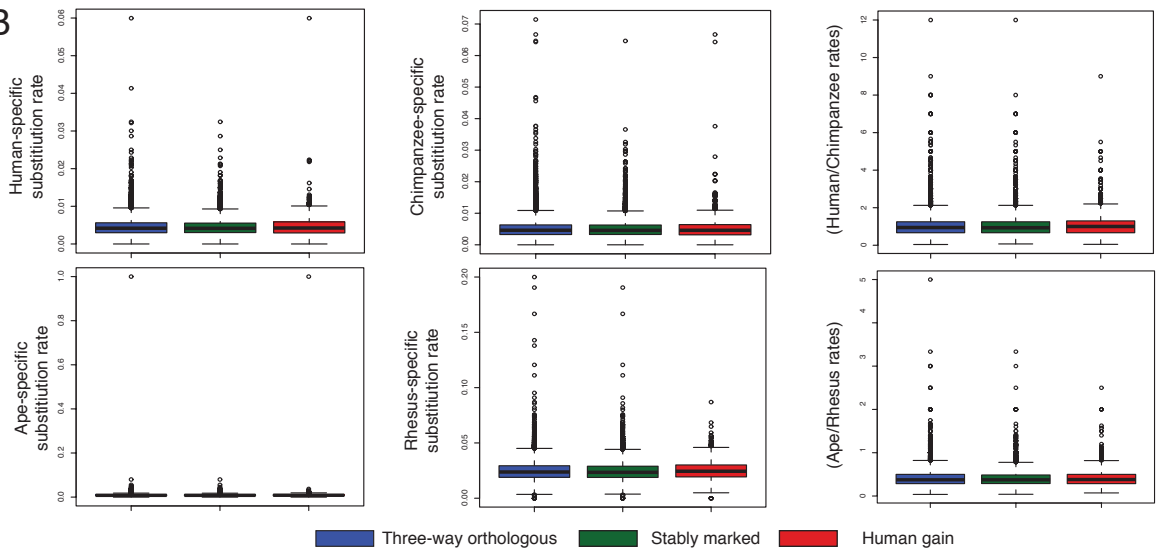 B
Human-specific
substitiution rate
0.06
0.05
0.04
0.03
0.02
0.01
0.00
Chimpanzee-specific
substitiution rate
0.07
0.06
0.05
0.04
0.03
0.02
0.01
0.00
(Human/Chimpanzee rates)
12
10
8
6
4
2
0
Ape-specific
substitiution rate
1.0
0.8
0.6
0.4
0.2
0.0
Rhesus-specific
substitiution rate
0.20
0.15
0.10
0.05
0.00
(Ape/Rhesus rates)
5
4
3
2
1
0
Three-way orthologous
Stably marked
Human gain